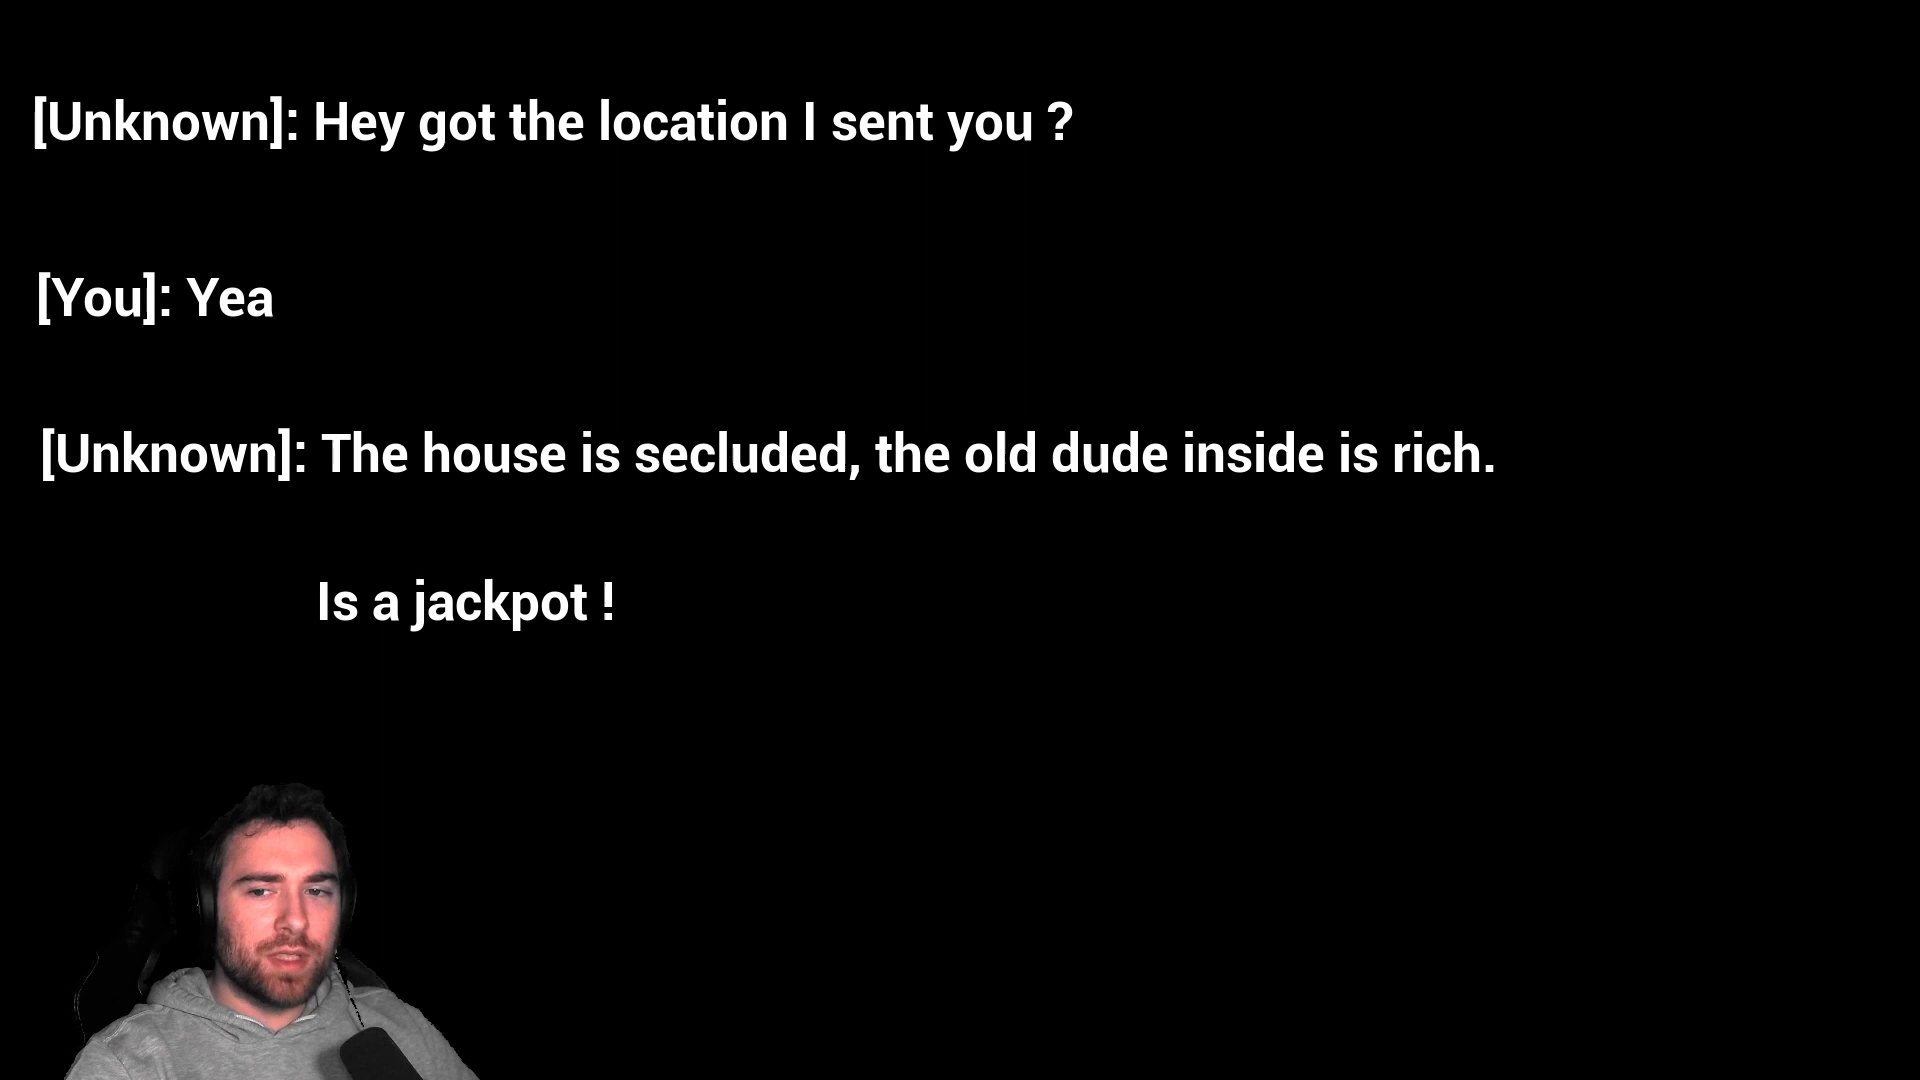 [Unknown]: Hey got the location I sent you ?
[You]: Yea
[Unknown]: The house is secluded, the old dude inside is rich.
Is a jackpot !